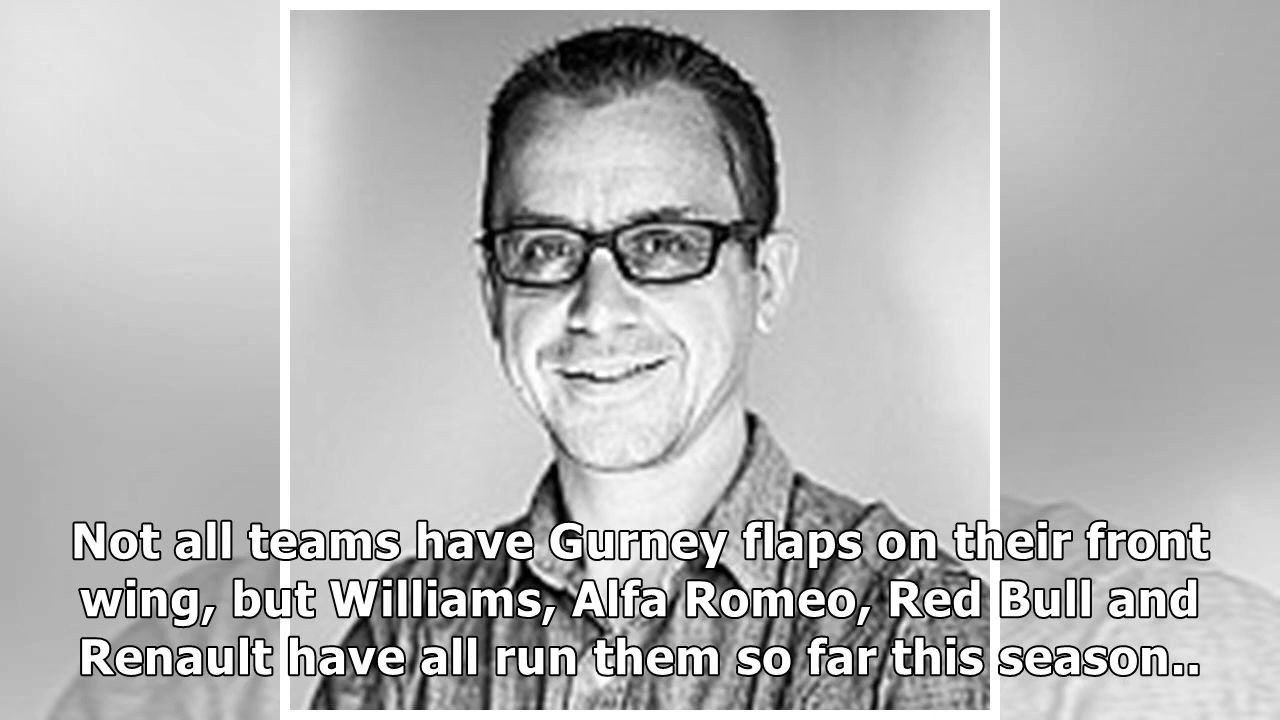 Not all teams have Gurney flaps on their front
wing, but Williams, Alfa Romeo, Red Bull and
Renault have all run them so far this season..